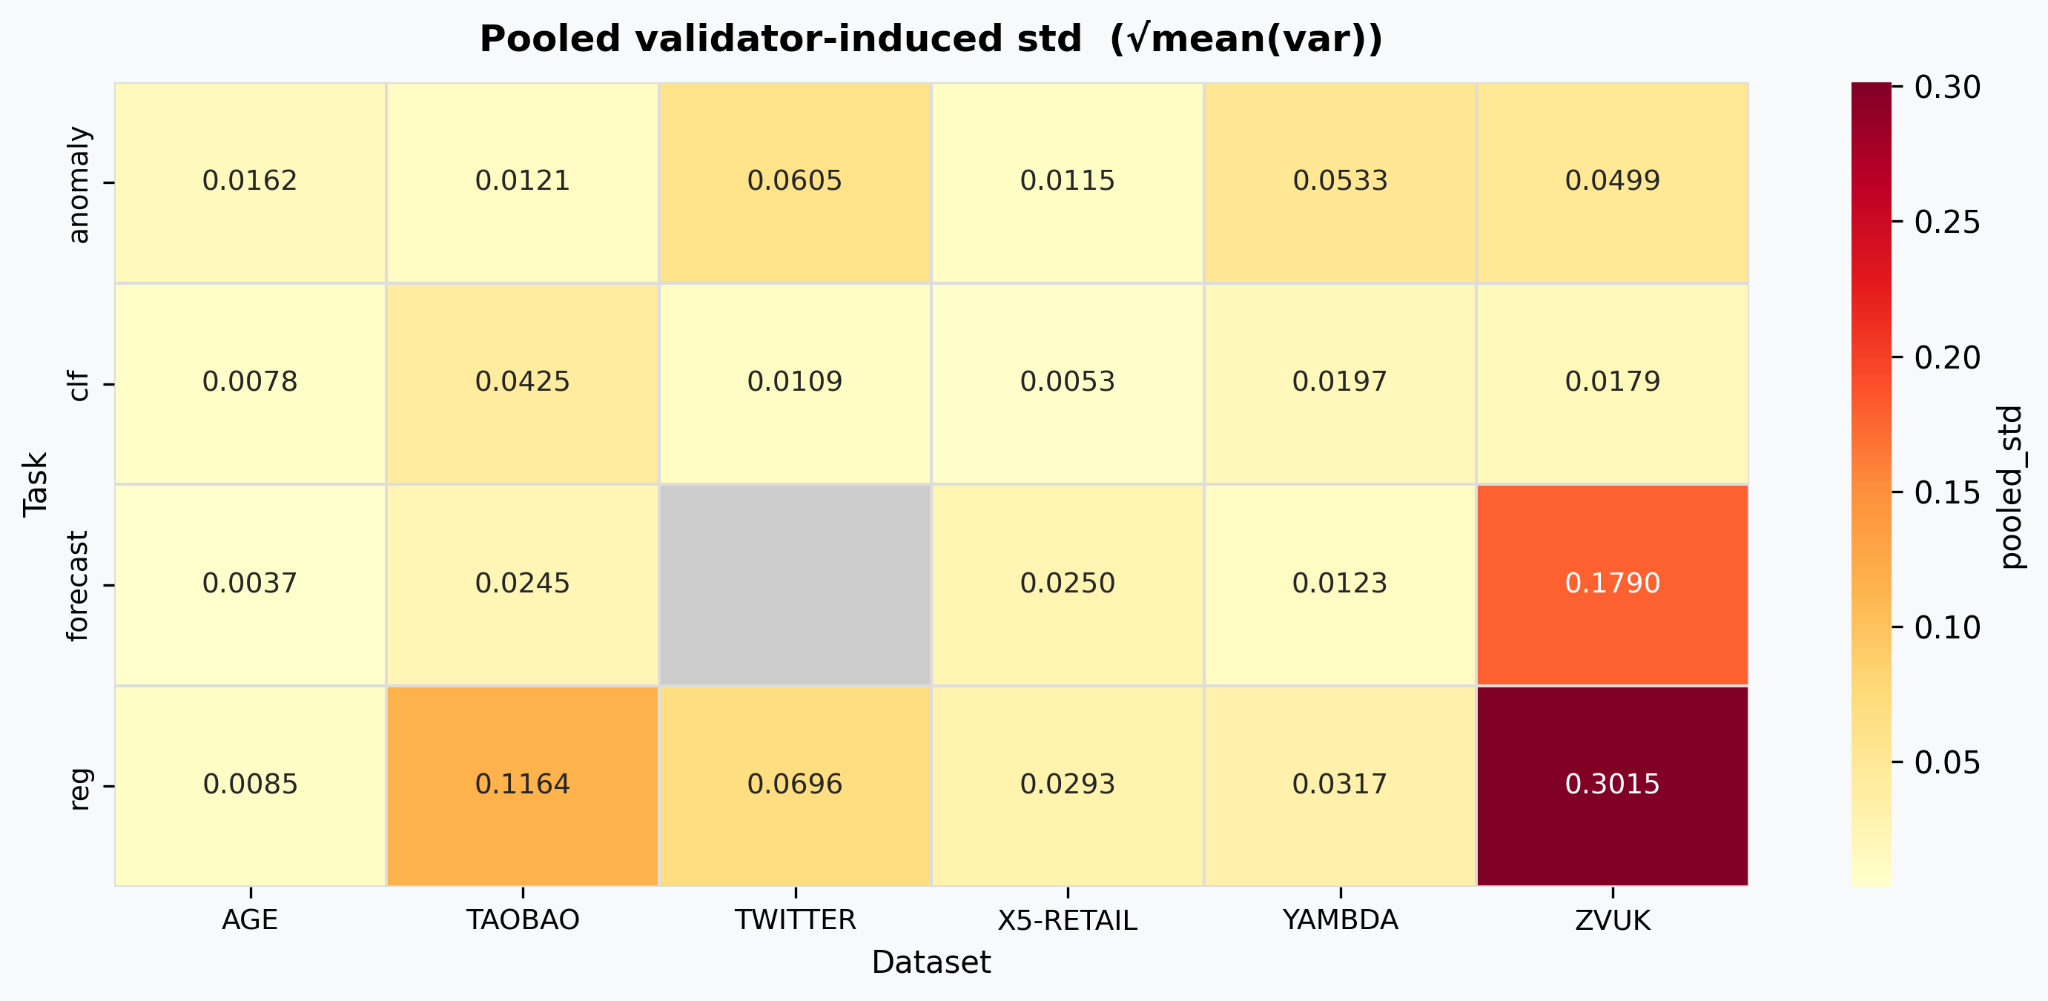 Pooled validator-induced std (√mean(var))
Task
anomaly
0.0162 0.0121 0.0605 0.0115 0.0533 0.0499
clf
0.0078 0.0425 0.0109 0.0053 0.0197 0.0179
forecast
0.0037 0.0245 0.0250 0.0123 0.1790
reg
0.0085 0.1164 0.0696 0.0293 0.0317 0.3015
AGE TAOBAO TWITTER X5-RETAIL YAMBDA ZVUK
Dataset
0.30
0.25
0.20
0.15
0.10
0.05
pooled_std